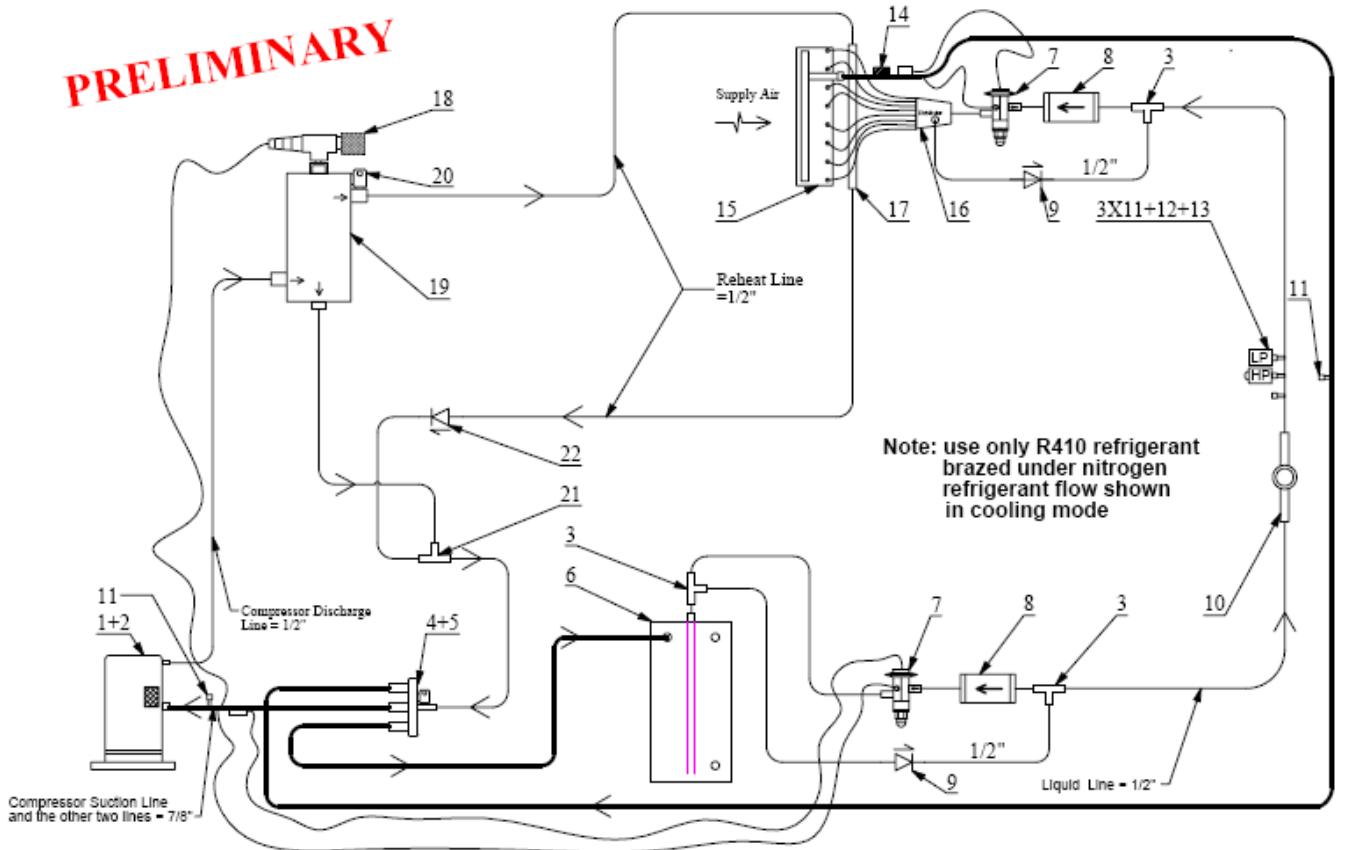 PRELIMINARY
14
7
8
3
18
Supply Air
20
1/2"
15
17
16
9
3X11+12+13
19
Reheat Line
=1/2"
11
LP
HP
22
Note: use only R410 refrigerant
brazed under nitrogen
refrigerant flow shown
in cooling mode
21
3
6
10
11
Compressor Discharge
Line = 1/2"
1+2
4+5
7
8
3
1/2"
9
Liquid Line = 1/2"
Compressor Suction Line
and the other two lines = 7/8"